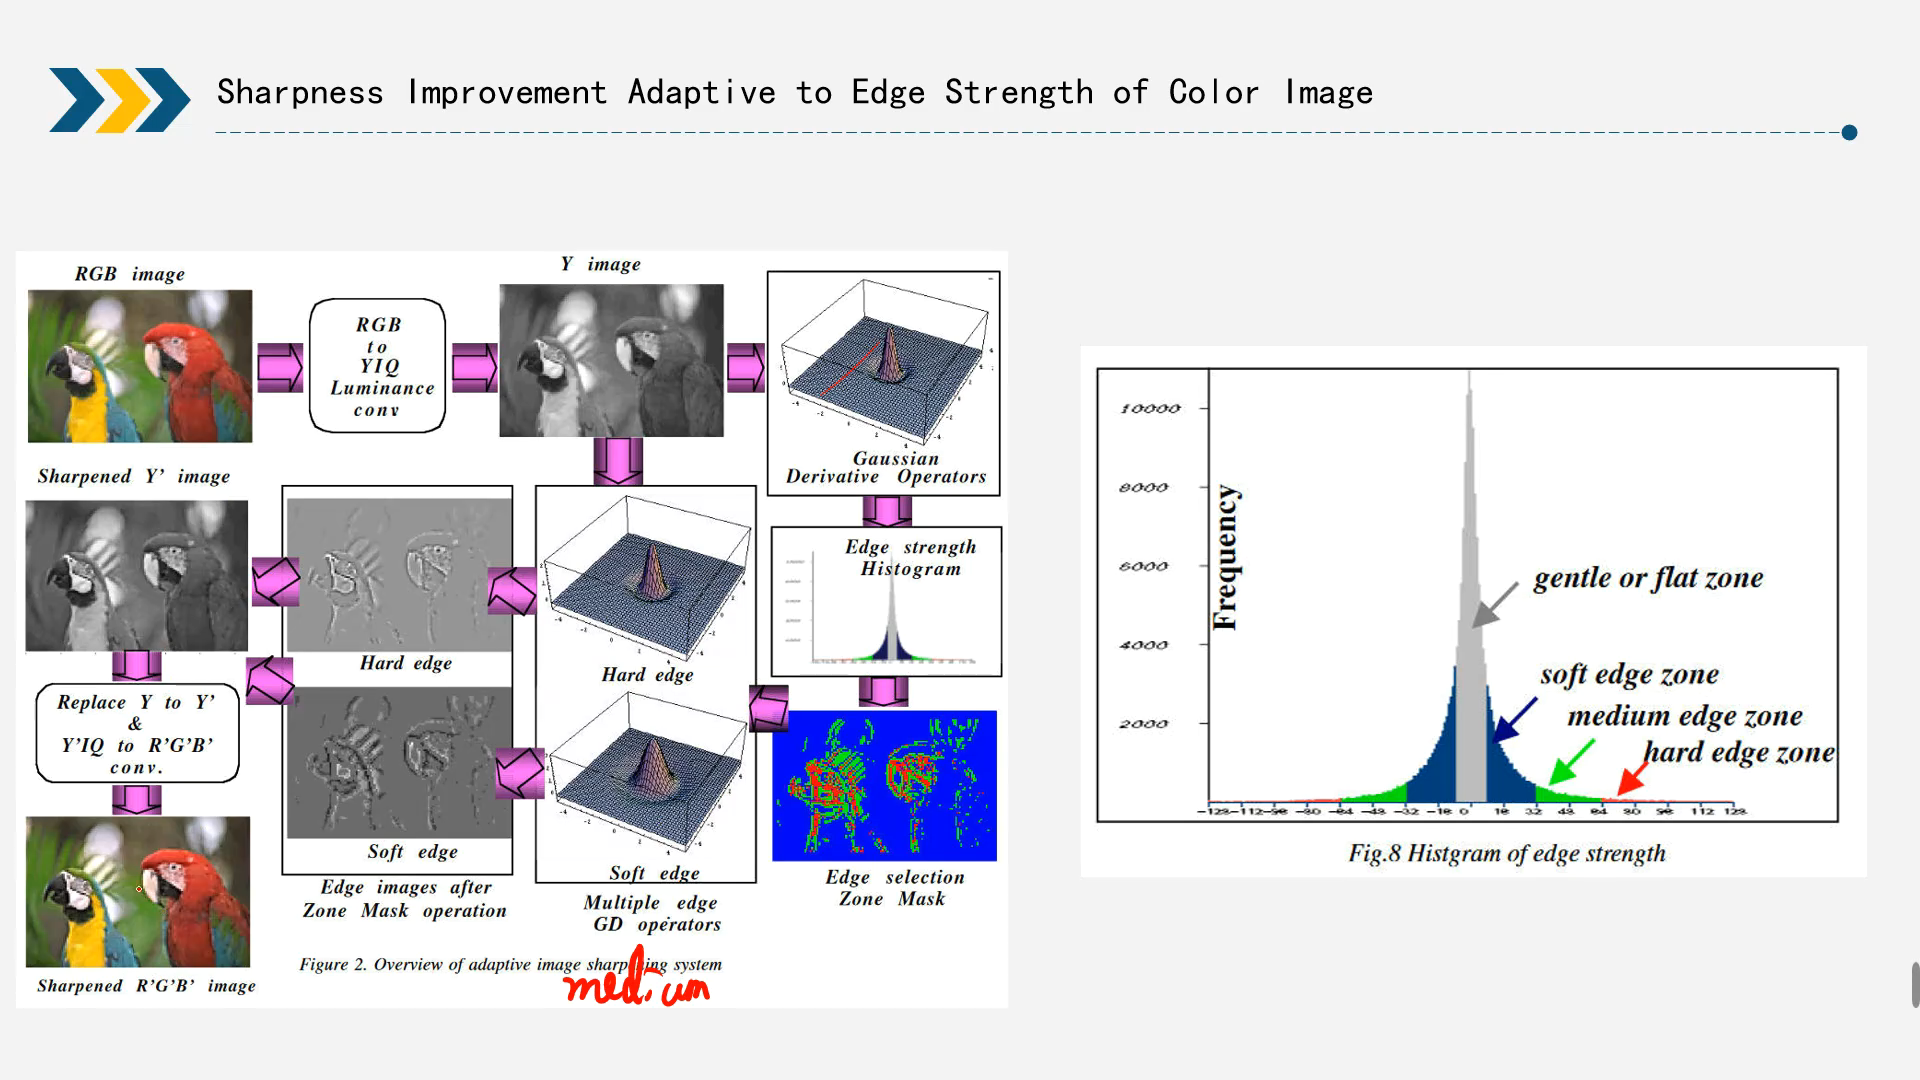 Sharpness Improvement Adaptive to Edge Strength of Color Image
RGB image
RGB
to
YIQ
Luminance
conv
Y image
Gaussian
Derivative Operators
Sharpened Y' image
Hard edge
Soft edge
Edge images after
Zone Mask operation
Hard edge
Soft edge
Multiple edge
GD operators
Edge strength
Histogram
Edge selection
Zone Mask
Replace Y to Y'
&
Y'IQ to R'G'B'
conv.
Sharpened R'G'B' image
Figure 2. Overview of adaptive image sharpening system
medium
10000
8000
6000
4000
2000
Frequency
gentle or flat zone
soft edge zone
medium edge zone
hard edge zone
-128 -112 -96 -80 -64 -48 -32 -16 0 16 32 48 64 80 96 112 128
Fig.8 Histgram of edge strength